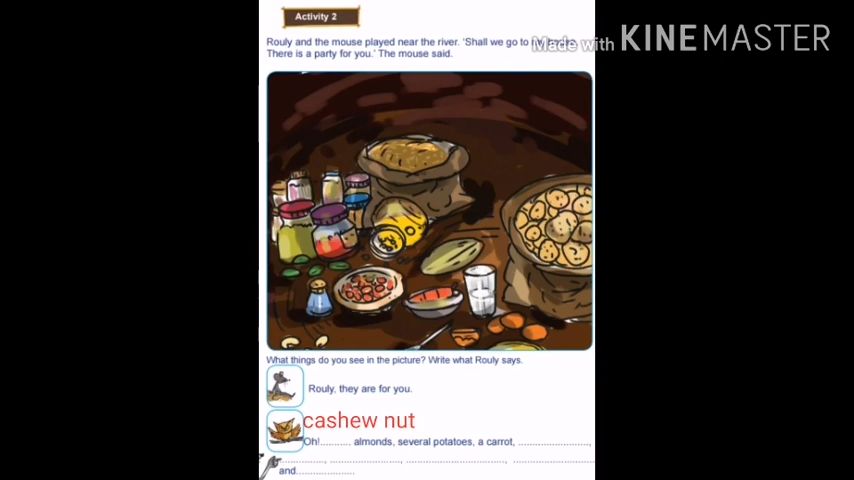 Activity 2
Made with KINEMASTER
Rouly and the mouse played near the river. 'Shall we go to
There is a party for you.' The mouse said.
What things do you see in the picture? Write what Rouly says.
Rouly, they are for you.
cashew nut
Oh!........... almonds, several potatoes, a carrot, .........................,
................, ........................, .................................., ............................
and....................